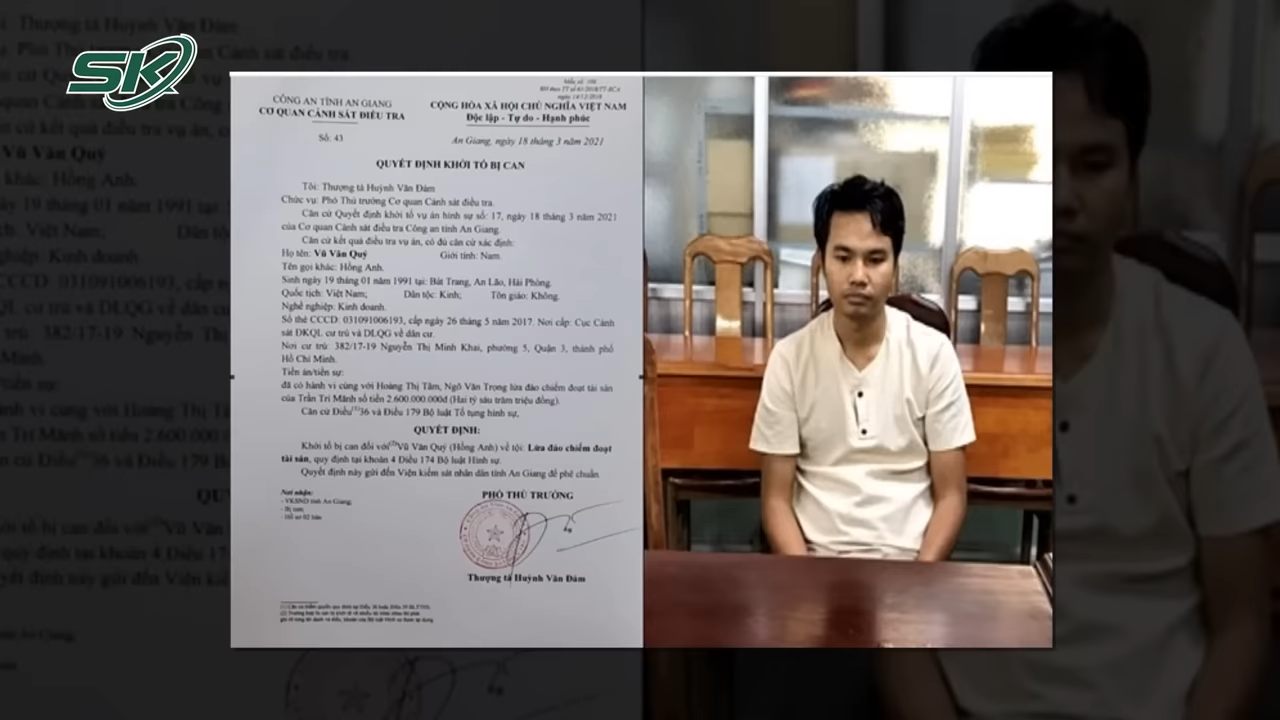 SK
CÔNG AN TỈNH AN GIANG
CƠ QUAN CẢNH SÁT ĐIỀU TRA
Số: 43
CỘNG HÒA XÃ HỘI CHỦ NGHĨA VIỆT NAM
Độc lập - Tự do - Hạnh phúc
An Giang, ngày 18 tháng 3 năm 2021
QUYẾT ĐỊNH KHỞI TỐ BỊ CAN
Tôi: Thượng tá Huỳnh Văn Đảm
Chức vụ: Phó Thủ trưởng Cơ quan Cảnh sát điều tra.
Căn cứ Quyết định khởi tố vụ án hình sự số: 17, ngày 18 tháng 3 năm 2021
của Cơ quan Cảnh sát điều tra Công an tỉnh An Giang.
Căn cứ kết quả điều tra vụ án, có đủ căn cứ xác định:
Họ tên: Vũ Văn Quý Giới tính: Nam.
Tên gọi khác: Hồng Anh.
Sinh ngày 19 tháng 01 năm 1991 tại: Bát Trang, An Lão, Hải Phòng.
Quốc tịch: Việt Nam; Dân tộc: Kinh; Tôn giáo: Không.
Nghề nghiệp: Kinh doanh.
Số thẻ CCCD: 031091006193, cấp ngày 26 tháng 5 năm 2017. Nơi cấp: Cục Cảnh
sát ĐKQL cư trú và DLQG về dân cư.
Nơi cư trú: 382/17-19 Nguyễn Thị Minh Khai, phường 5, Quận 3, thành phố
Hồ Chí Minh.
Tiền án/tiền sự:
đã có hành vi cùng với Hoàng Thị Tâm, Ngô Văn Trọng lừa đảo chiếm đoạt tài sản
của Trần Trí Mãnh số tiền 2.600.000.000đ (Hai tỷ sáu trăm triệu đồng).
Căn cứ Điều(1)36 và Điều 179 Bộ luật Tố tụng hình sự,
QUYẾT ĐỊNH:
Khởi tố bị can đối với(2)Vũ Văn Quý (Hồng Anh) về tội: Lừa đảo chiếm đoạt
tài sản, quy định tại khoản 4 Điều 174 Bộ luật Hình sự.
Quyết định này gửi đến Viện kiểm sát nhân dân tỉnh An Giang để phê chuẩn.
Nơi nhận:
- VKSND tỉnh An Giang;
- Bị can;
- Hồ sơ 02 bản
PHÓ THỦ TRƯỞNG
Thượng tá Huỳnh Văn Đảm